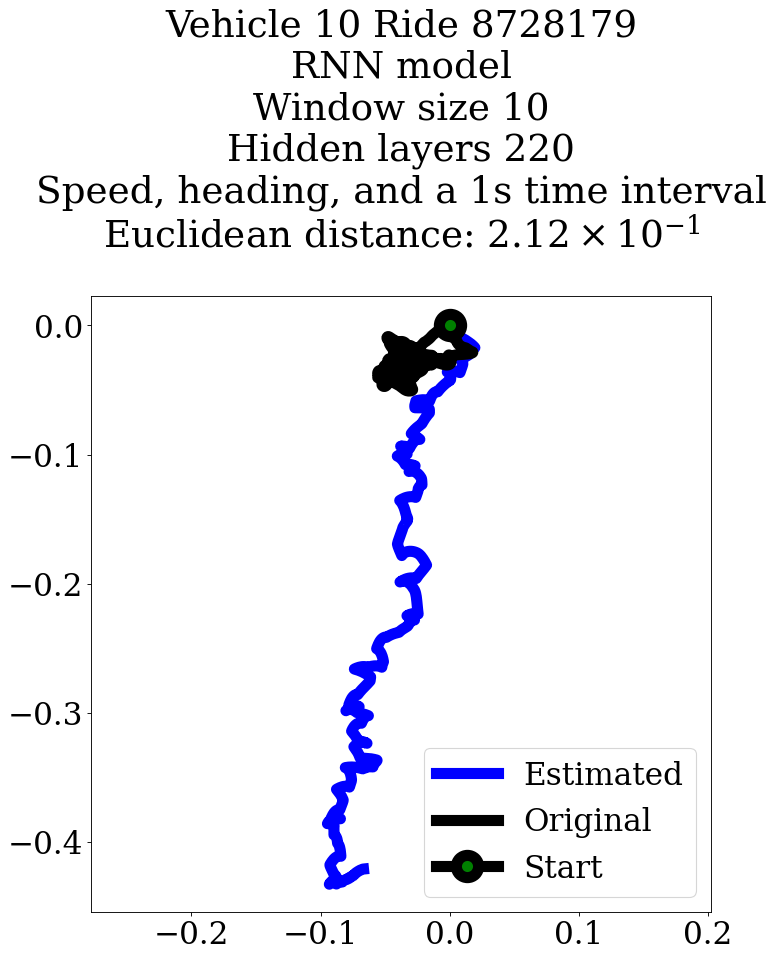 Vehicle 10 Ride 8728179
RNN model
Window size 10
Hidden layers 220
Speed, heading, and a 1s time interval
Euclidean distance: 2.12 × 10⁻¹
0.0
−0.1
−0.2
−0.3
−0.4
Estimated
Original
Start
−0.2 −0.1 0.0 0.1 0.2